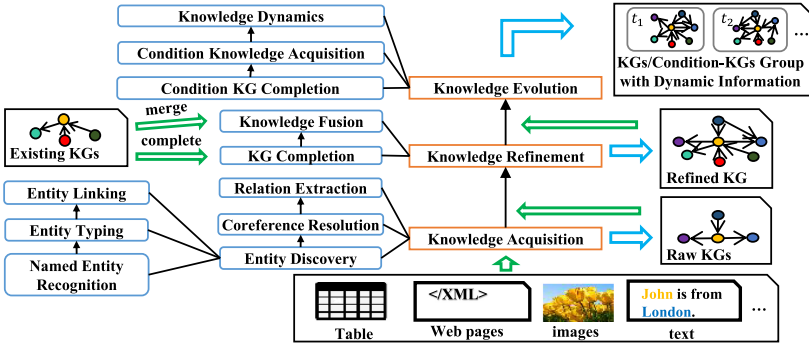 Knowledge Dynamics
Condition Knowledge Acquisition
Condition KG Completion
Knowledge Evolution
t1
t2
...
KGs/Condition-KGs Group
with Dynamic Information
Existing KGs
merge
complete
Knowledge Fusion
KG Completion
Knowledge Refinement
Refined KG
Entity Linking
Entity Typing
Named Entity
Recognition
Relation Extraction
Coreference Resolution
Entity Discovery
Knowledge Acquisition
Raw KGs
Table
</XML>
Web pages
images
John is from
London.
text
...